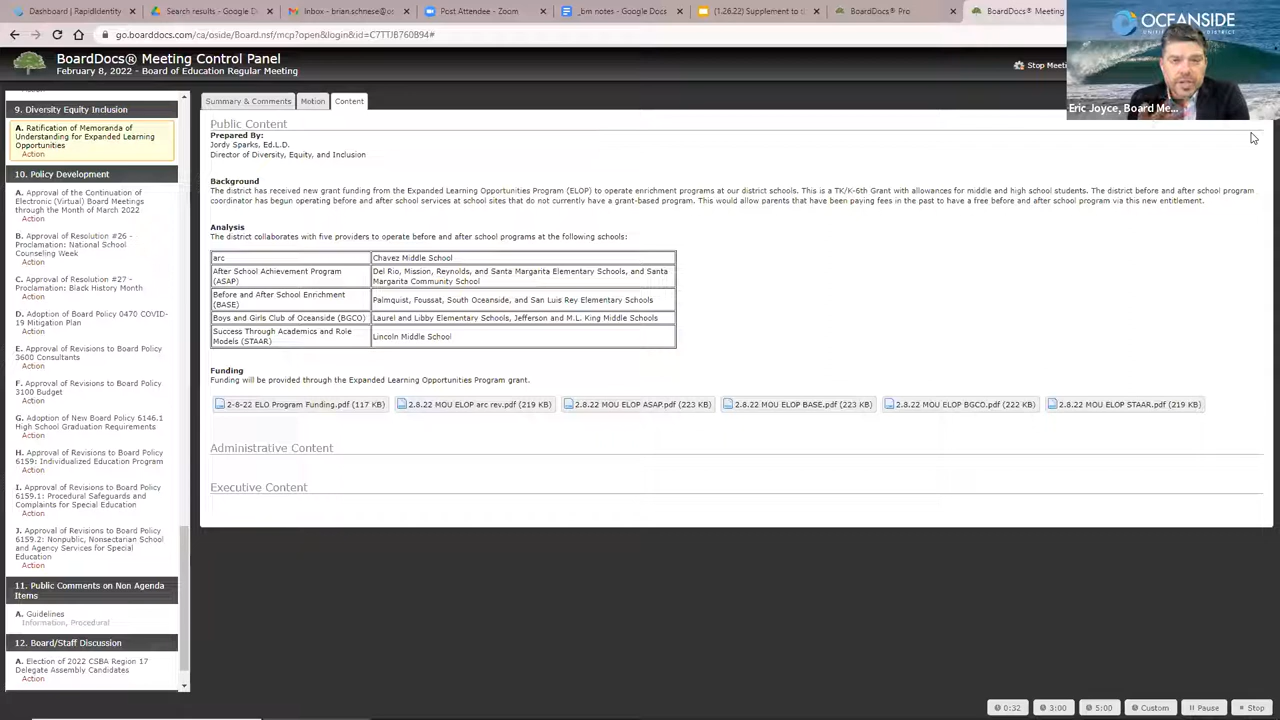 Dashboard | RapidIdentity
Search results - Google D
Inbox - brian.schnese@c
Post Attendee - Zoom
_bm notes - Google Docs
(1.26.22) Supplement to
BoardDocs® Pro
BoardDocs® Meeting
go.boarddocs.com/ca/oside/Board.nsf/mcp?open&login&id=C7TTJB760B94#
BoardDocs® Meeting Control Panel
February 8, 2022 - Board of Education Regular Meeting
Stop Meeti
OCEANSIDE
Eric Joyce, Board Me...
9. Diversity Equity Inclusion
A. Ratification of Memoranda of
Understanding for Expanded Learning
Opportunities
Action
10. Policy Development
A. Approval of the Continuation of
Electronic (Virtual) Board Meetings
through the Month of March 2022
Action
B. Approval of Resolution #26 -
Proclamation: National School
Counseling Week
Action
C. Approval of Resolution #27 -
Proclamation: Black History Month
Action
D. Adoption of Board Policy 0470 COVID-
19 Mitigation Plan
Action
E. Approval of Revisions to Board Policy
3600 Consultants
Action
F. Approval of Revisions to Board Policy
3100 Budget
Action
G. Adoption of New Board Policy 6146.1
High School Graduation Requirements
Action
H. Approval of Revisions to Board Policy
6159: Individualized Education Program
Action
I. Approval of Revisions to Board Policy
6159.1: Procedural Safeguards and
Complaints for Special Education
Action
J. Approval of Revisions to Board Policy
6159.2: Nonpublic, Nonsectarian School
and Agency Services for Special
Education
Action
11. Public Comments on Non Agenda
Items
A. Guidelines
Information, Procedural
12. Board/Staff Discussion
A. Election of 2022 CSBA Region 17
Delegate Assembly Candidates
Action
Summary & Comments
Motion
Content
Public Content
Prepared By:
Jordy Sparks, Ed.L.D.
Director of Diversity, Equity, and Inclusion
Background
The district has received new grant funding from the Expanded Learning Opportunities Program (ELOP) to operate enrichment programs at our district schools. This is a TK/K-6th Grant with allowances for middle and high school students. The district before and after school program
coordinator has begun operating before and after school services at school sites that do not currently have a grant-based program. This would allow parents that have been paying fees in the past to have a free before and after school program via this new entitlement.
Analysis
The district collaborates with five providers to operate before and after school programs at the following schools:
arc
Chavez Middle School
After School Achievement Program
(ASAP)
Del Rio, Mission, Reynolds, and Santa Margarita Elementary Schools, and Santa
Margarita Community School
Before and After School Enrichment
(BASE)
Palmquist, Foussat, South Oceanside, and San Luis Rey Elementary Schools
Boys and Girls Club of Oceanside (BGCO)
Laurel and Libby Elementary Schools, Jefferson and M.L. King Middle Schools
Success Through Academics and Role
Models (STAAR)
Lincoln Middle School
Funding
Funding will be provided through the Expanded Learning Opportunities Program grant.
2-8-22 ELO Program Funding.pdf (117 KB)
2.8.22 MOU ELOP arc rev.pdf (219 KB)
2.8.22 MOU ELOP ASAP.pdf (223 KB)
2.8.22 MOU ELOP BASE.pdf (223 KB)
2.8.22 MOU ELOP BGCO.pdf (222 KB)
2.8.22 MOU ELOP STAAR.pdf (219 KB)
Administrative Content
Executive Content
0:32
3:00
5:00
Custom
Pause
Stop